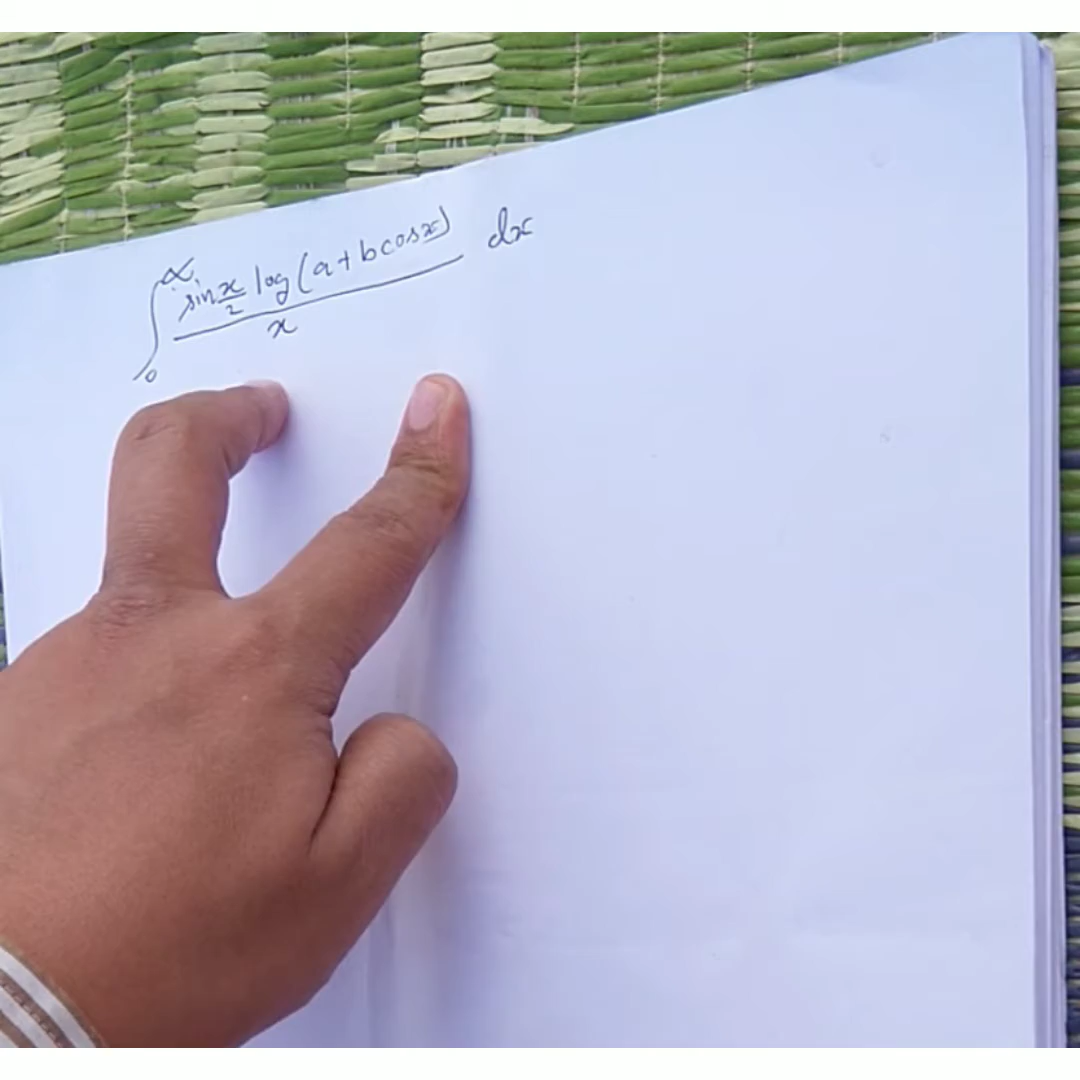 ∫₀^∞ (sin x/2 log(a+b cos x))/x dx